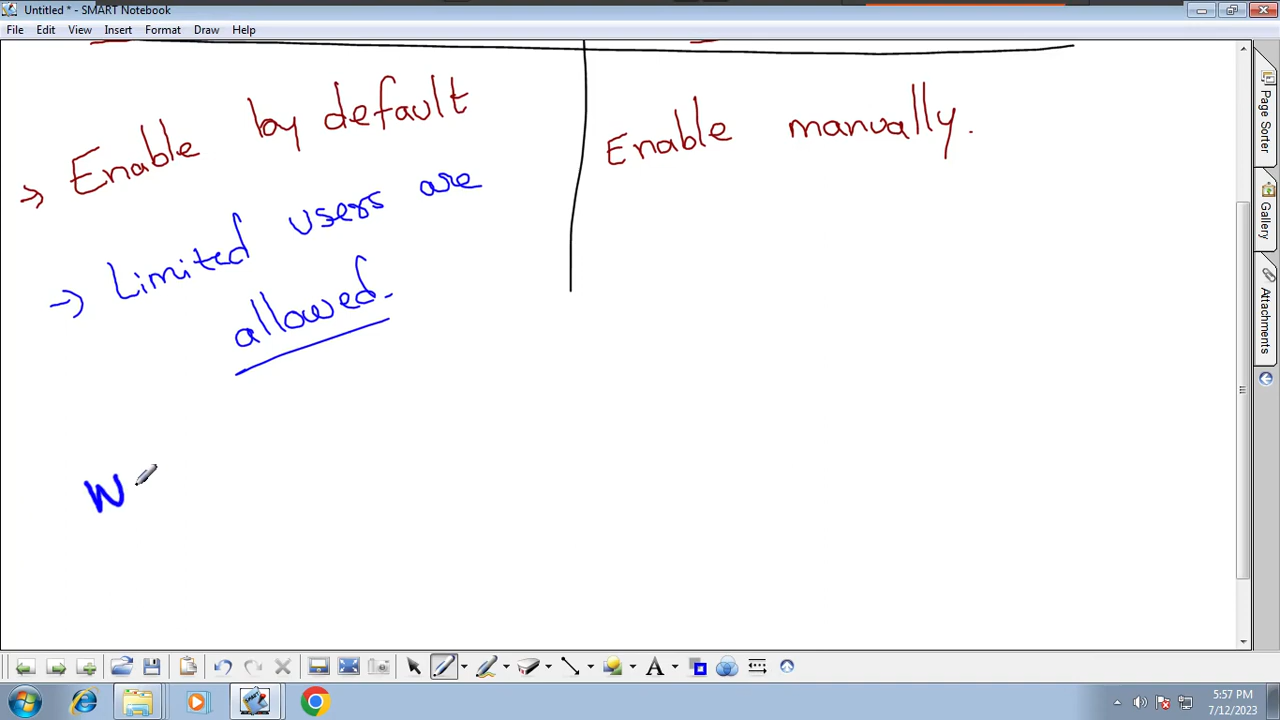 Untitled * - SMART Notebook
File Edit View Insert Format Draw Help
→ Enable by default
Enable manually.
→ Limited users are
allowed.
W
Page Sorter
Gallery
Attachments
5:57 PM
7/12/2023